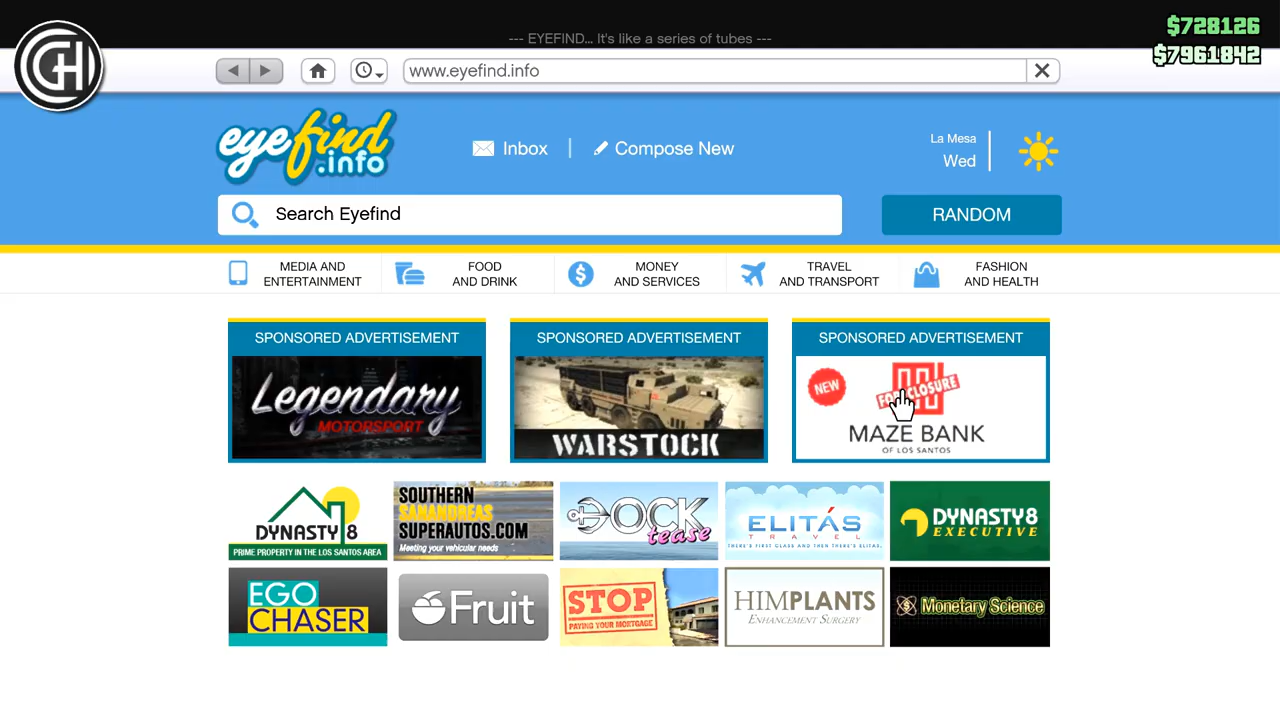 --- EYEFIND... It's like a series of tubes ---
$728126
$7961842
GH
www.eyefind.info
eyefind
.info
Inbox
Compose New
La Mesa
Wed
Search Eyefind
RANDOM
MEDIA AND
ENTERTAINMENT
FOOD
AND DRINK
MONEY
AND SERVICES
TRAVEL
AND TRANSPORT
FASHION
AND HEALTH
SPONSORED ADVERTISEMENT
Legendary
MOTORSPORT
SPONSORED ADVERTISEMENT
WARSTOCK
SPONSORED ADVERTISEMENT
NEW
FORECLOSURE
MAZE BANK
OF LOS SANTOS
DYNASTY 8
PRIME PROPERTY IN THE LOS SANTOS AREA
SOUTHERN
SANANDREAS
SUPERAUTOS.COM
Meeting your vehicular needs
DOCK
tease
ELITÁS
TRAVEL
THERE'S FIRST CLASS AND THEN THERE'S ELITAS.
DYNASTY 8
EXECUTIVE
EGO
CHASER
Fruit
STOP
PAYING YOUR MORTGAGE
HIMPLANTS
ENHANCEMENT SURGERY
Monetary Science